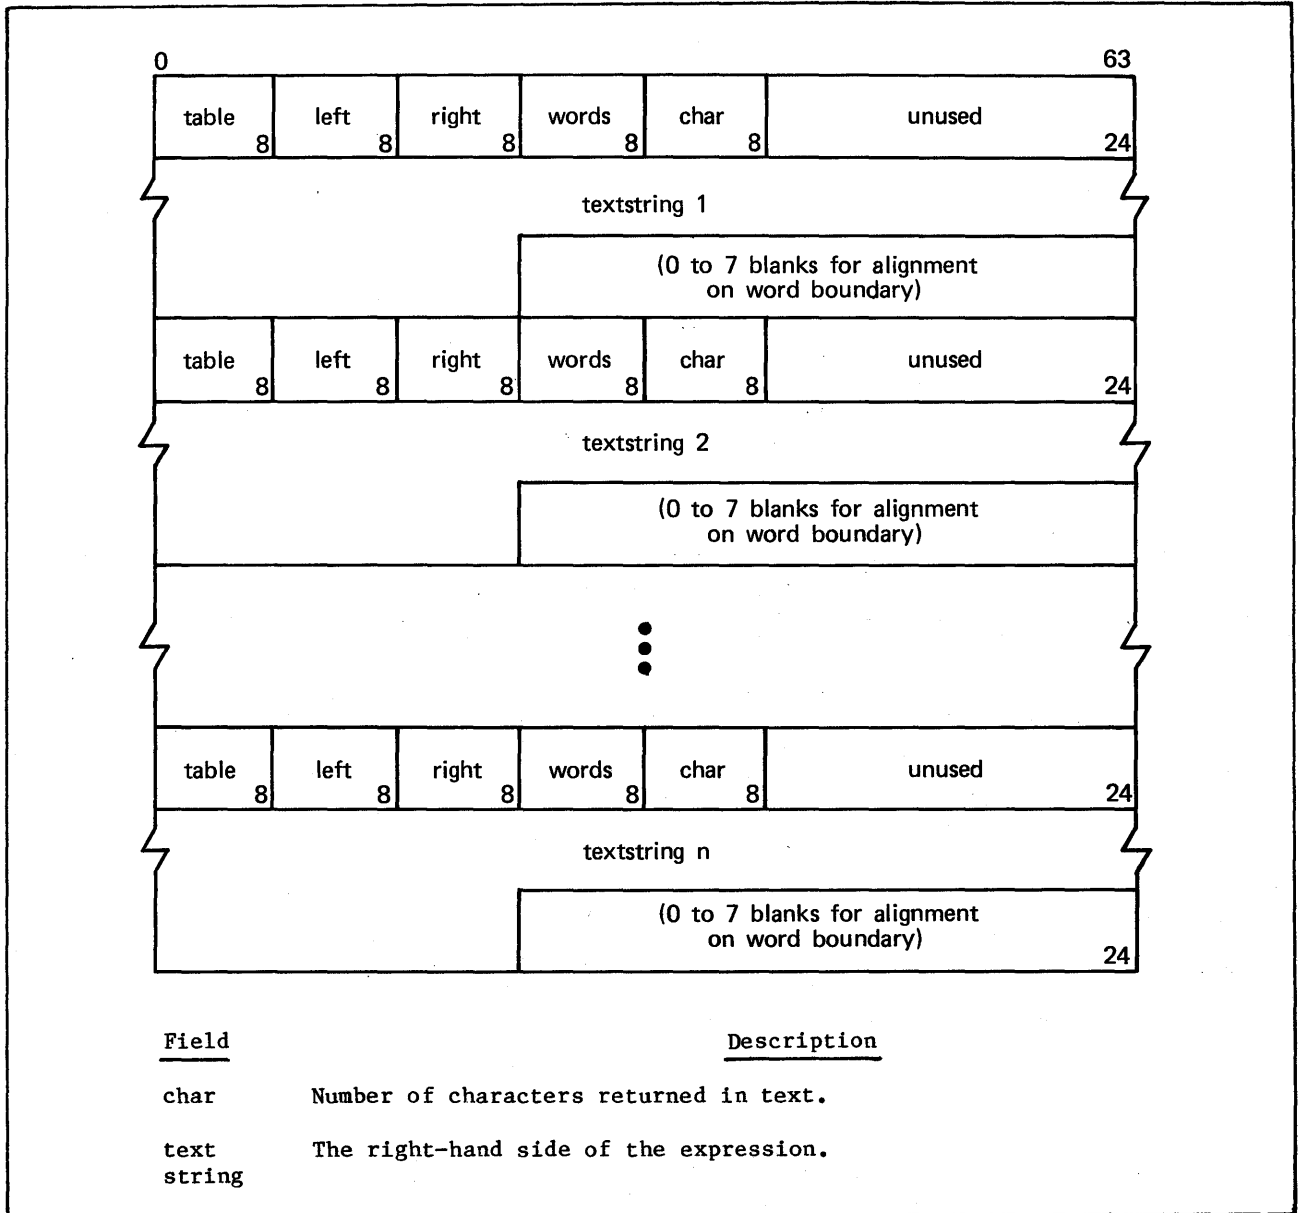 0 63
table left right words char unused
8 8 8 8 8 24
textstring 1
(0 to 7 blanks for alignment
on word boundary)
table left right words char unused
8 8 8 8 8 24
textstring 2
(0 to 7 blanks for alignment
on word boundary)
table left right words char unused
8 8 8 8 8 24
textstring n
(0 to 7 blanks for alignment
on word boundary)
24
Field Description
char Number of characters returned in text.
text The right-hand side of the expression.
string